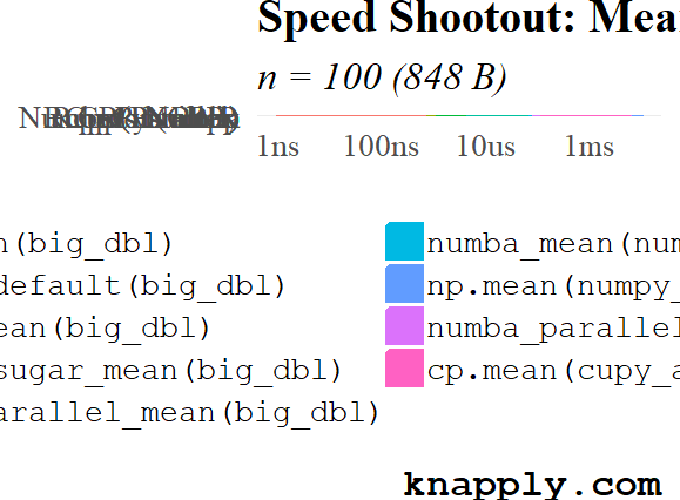 Speed Shootout: Mea
n = 100 (848 B)
1ns 100ns 10us 1ms
n(big_dbl)
default(big_dbl)
ean(big_dbl)
sugar_mean(big_dbl)
arallel_mean(big_dbl)
numba_mean(num
np.mean(numpy_
numba_parallel
cp.mean(cupy_a
knapply.com